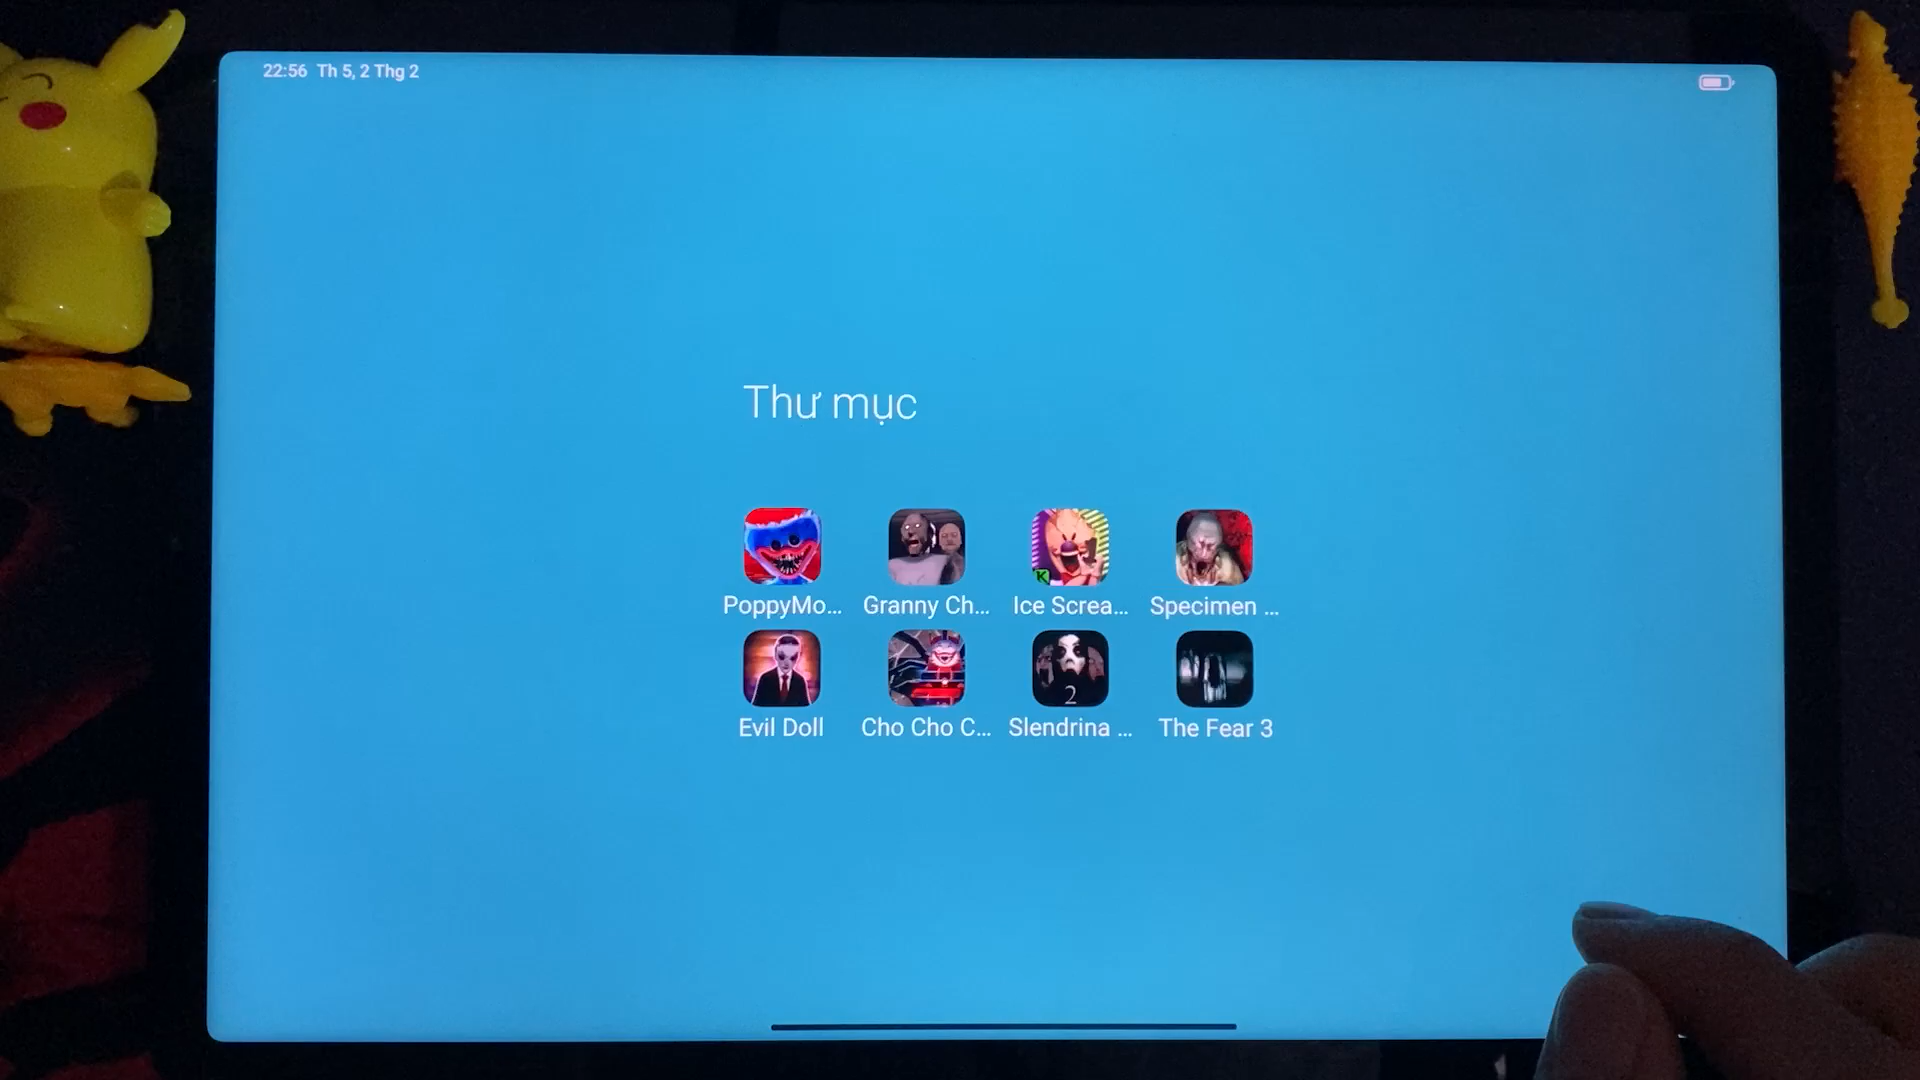 22:56 Th 5, 2 Thg 2
Thư mục
PoppyMo... Granny Ch... Ice Screa... Specimen ...
K
Evil Doll Cho Cho C... Slendrina ... The Fear 3
2